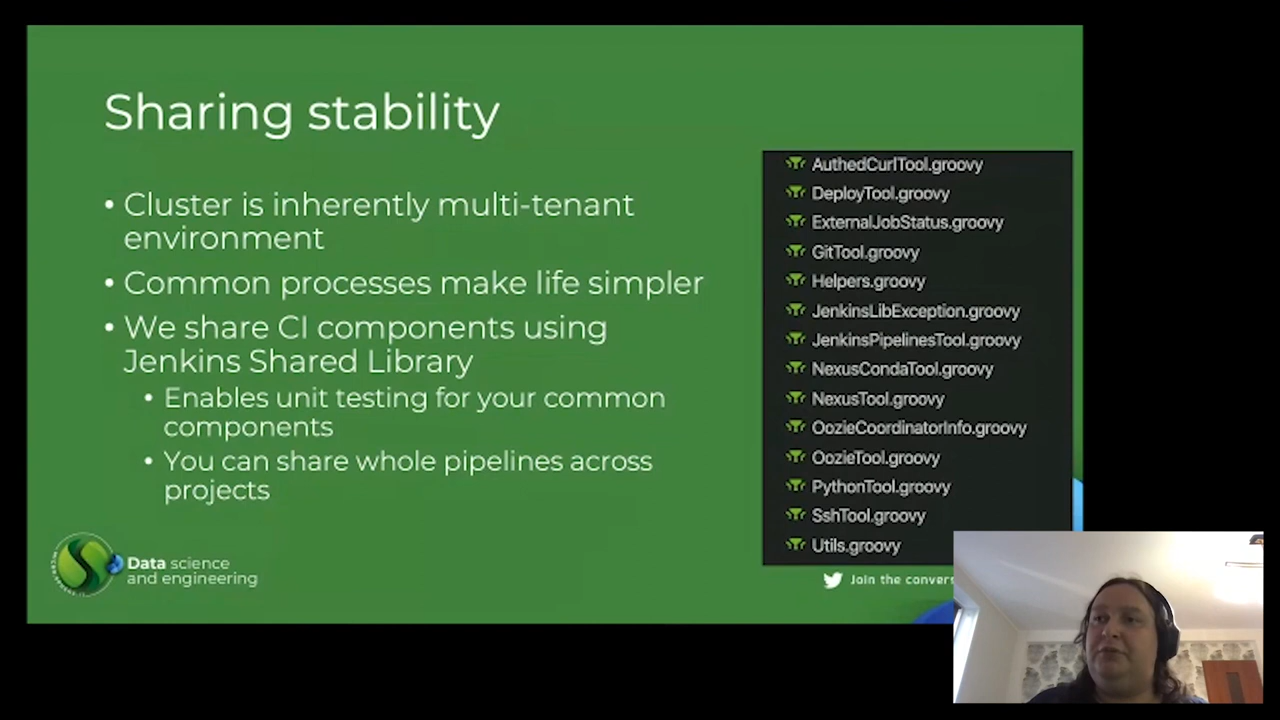 Sharing stability
• Cluster is inherently multi-tenant
environment
• Common processes make life simpler
• We share CI components using
Jenkins Shared Library
• Enables unit testing for your common
components
• You can share whole pipelines across
projects
AuthedCurlTool.groovy
DeployTool.groovy
ExternalJobStatus.groovy
GitTool.groovy
Helpers.groovy
JenkinsLibException.groovy
JenkinsPipelinesTool.groovy
NexusCondaTool.groovy
NexusTool.groovy
OozieCoordinatorInfo.groovy
OozieTool.groovy
PythonTool.groovy
SshTool.groovy
Utils.groovy
Data science
and engineering
Join the convers